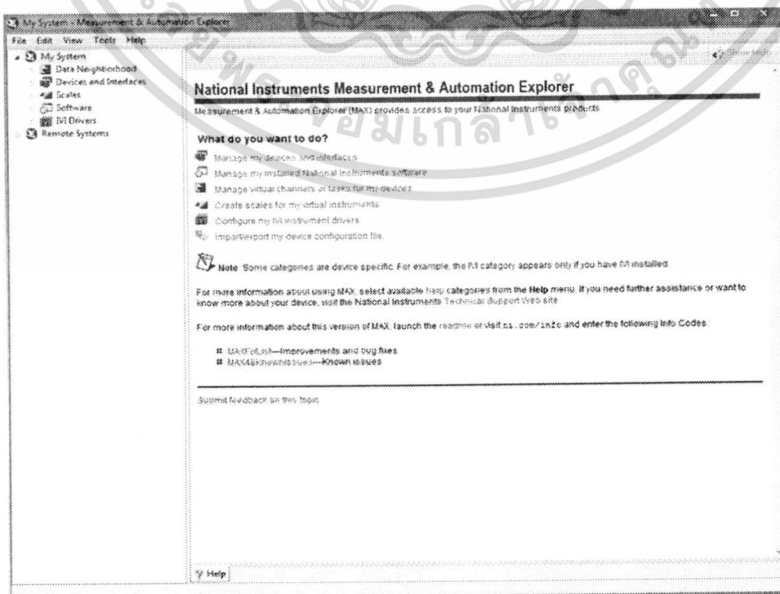 My System - Measurement & Automation Explorer
File Edit View Tools Help
My System
Data Neighborhood
Devices and Interfaces
Scales
Software
IVI Drivers
Remote Systems
National Instruments Measurement & Automation Explorer
Measurement & Automation Explorer (MAX) provides access to your National Instruments products.
What do you want to do?
Manage my devices and interfaces
Manage my installed National Instruments software
Manage virtual channels or tasks for my devices
Create scales for my virtual instruments
Configure my IVI instrument drivers
Import/export my device configuration file.
Note Some categories are device specific. For example, the IVI category appears only if you have IVI installed.
For more information about using MAX, select available help categories from the Help menu. If you need further assistance or want to
know more about your device, visit the National Instruments Technical Support Web site
For more information about this version of MAX, launch the readme or visit ni.com/info and enter the following Info Codes
—Improvements and bug fixes
—Known issues
Submit feedback on this topic
Help